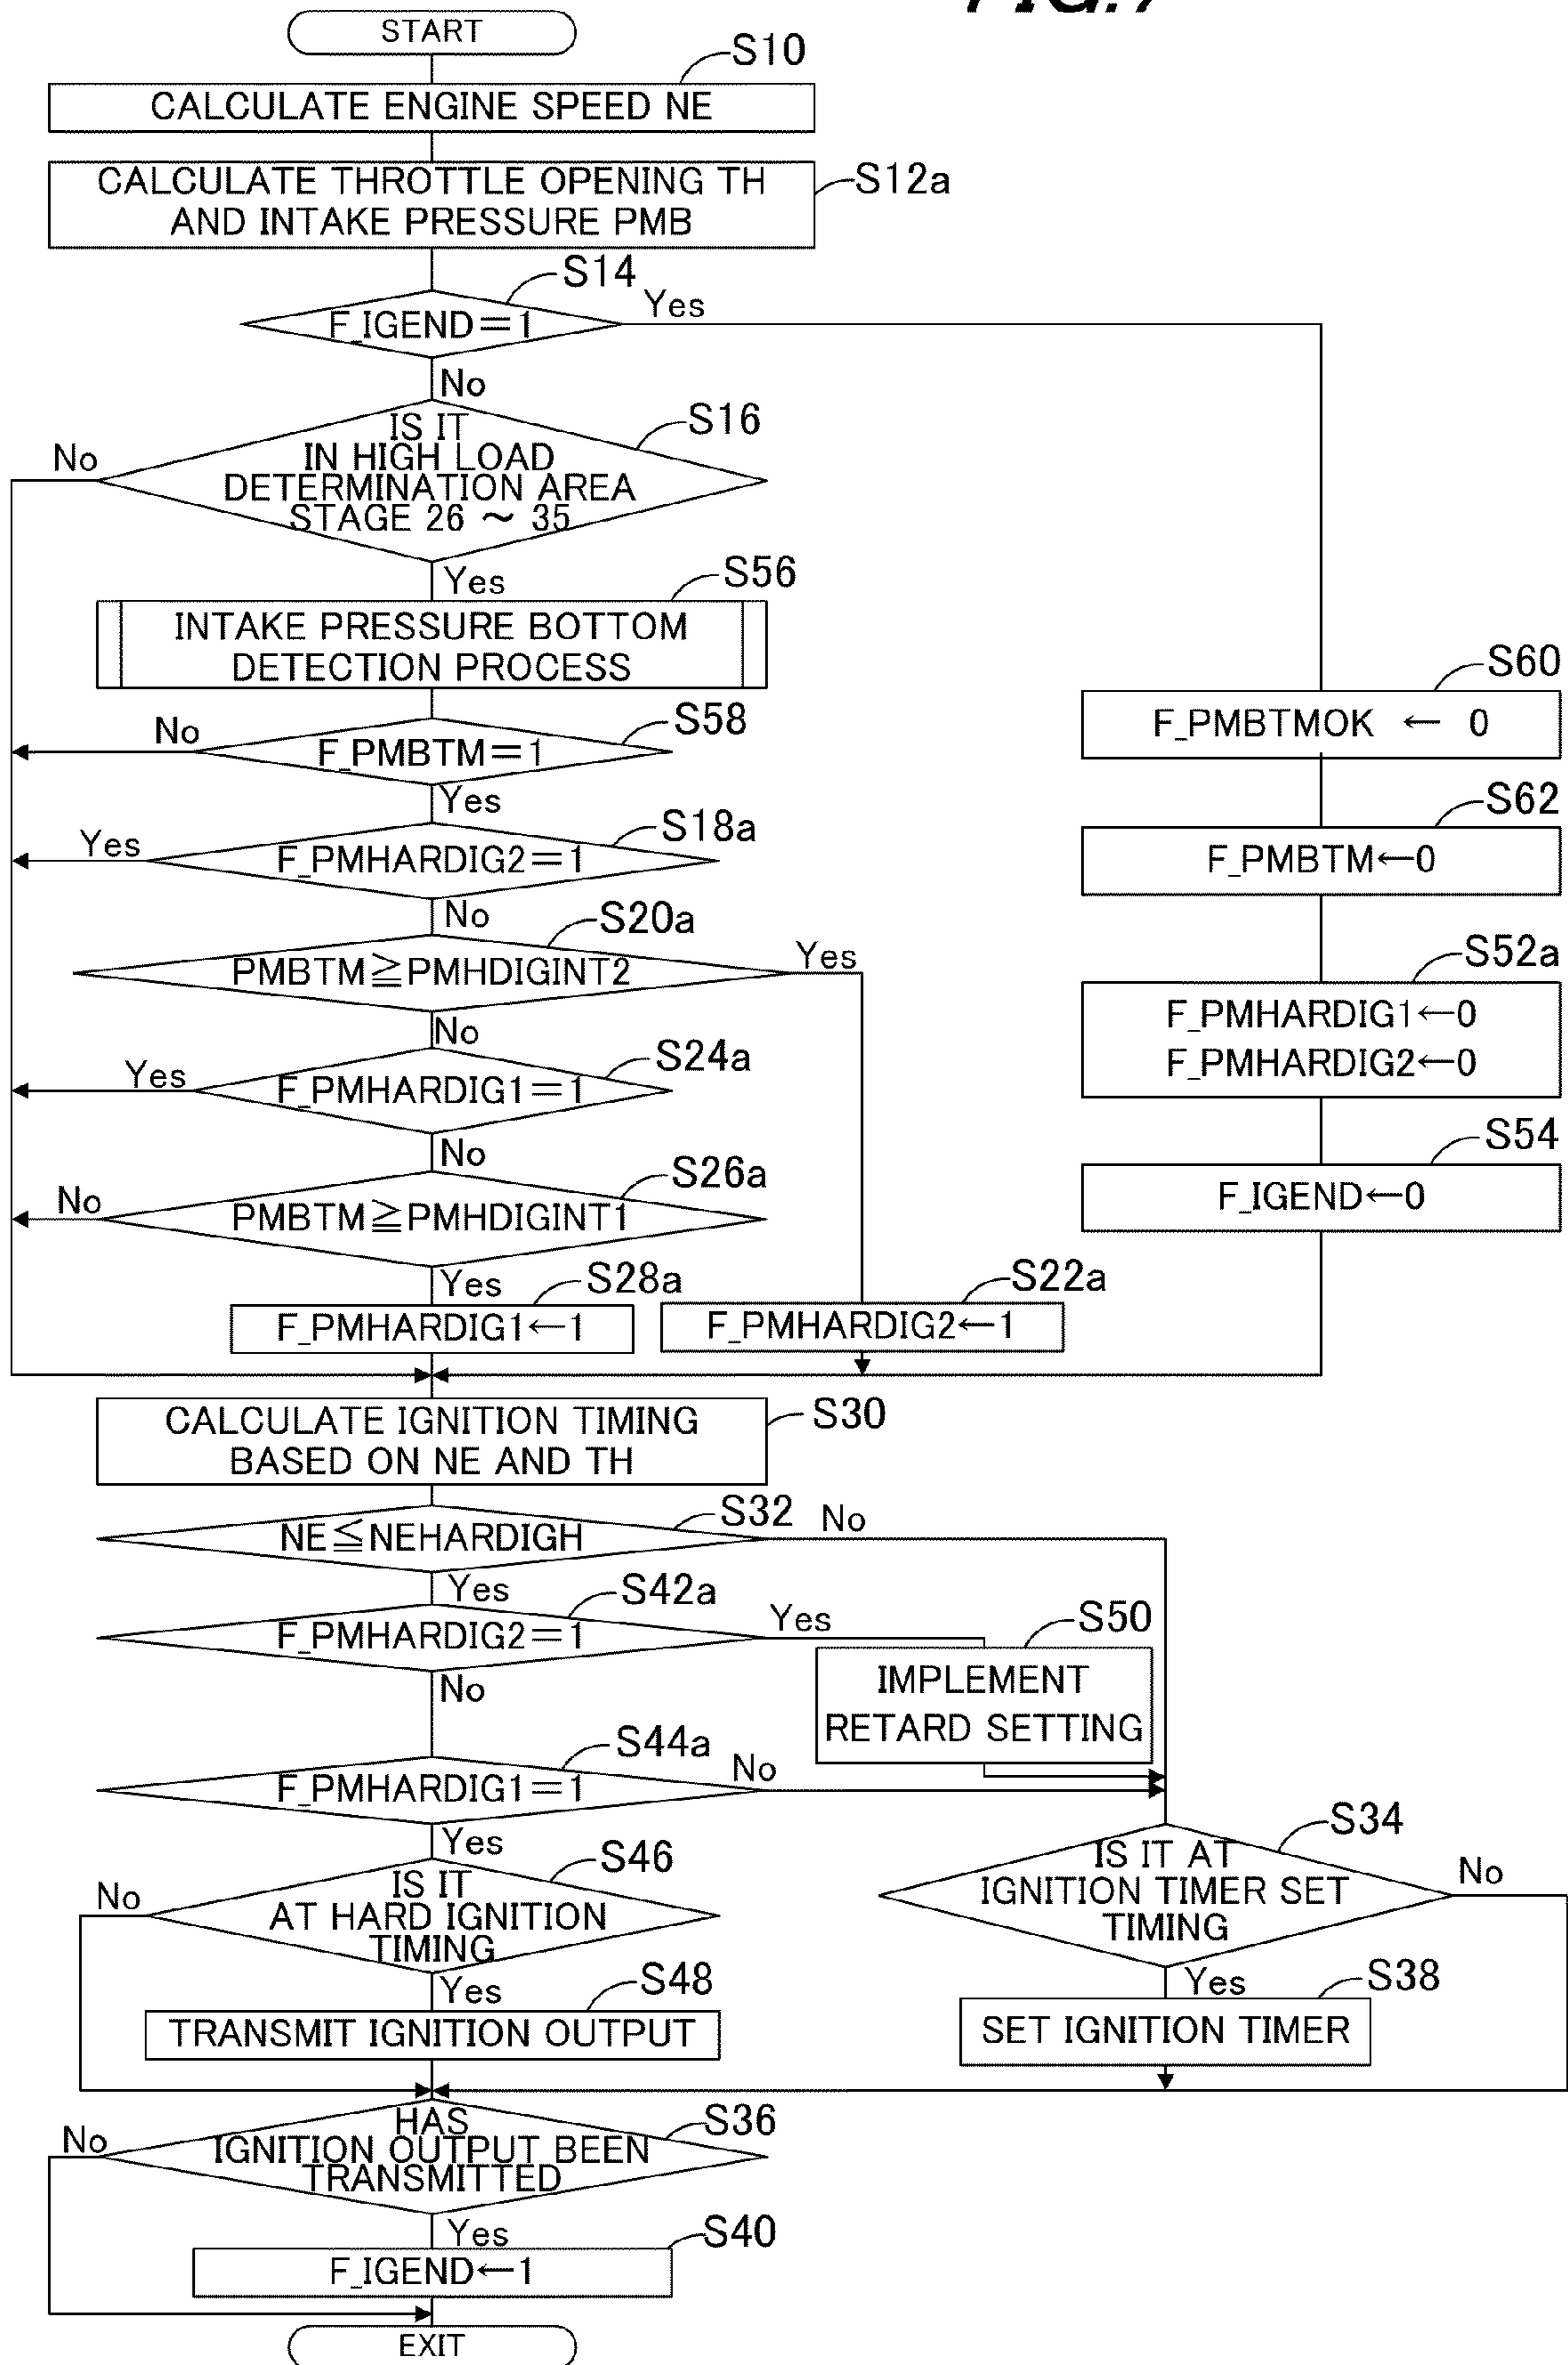 FIG.7
START
S10
CALCULATE ENGINE SPEED NE
CALCULATE THROTTLE OPENING TH
AND INTAKE PRESSURE PMB
S12a
S14
F_IGEND=1
Yes
No
S16
IS IT
IN HIGH LOAD
DETERMINATION AREA
STAGE 26 ~ 35
No
Yes
S56
INTAKE PRESSURE BOTTOM
DETECTION PROCESS
S60
F_PMBTMOK ← 0
S58
F_PMBTM=1
No
Yes
S62
F_PMBTM←0
S18a
F_PMHARDIG2=1
Yes
No
S20a
PMBTM≧PMHDIGINT2
Yes
No
S52a
F_PMHARDIG1←0
F_PMHARDIG2←0
S24a
F_PMHARDIG1=1
Yes
No
S54
F_IGEND←0
S26a
PMBTM≧PMHDIGINT1
No
Yes
S28a
F_PMHARDIG1←1
S22a
F_PMHARDIG2←1
CALCULATE IGNITION TIMING
BASED ON NE AND TH
S30
S32
NE≦NEHARDIGH
No
Yes
S42a
F_PMHARDIG2=1
Yes
No
S50
IMPLEMENT
RETARD SETTING
S44a
F_PMHARDIG1=1
No
Yes
S46
IS IT
AT HARD IGNITION
TIMING
No
Yes
S34
IS IT AT
IGNITION TIMER SET
TIMING
No
Yes
S48
TRANSMIT IGNITION OUTPUT
S38
SET IGNITION TIMER
S36
HAS
IGNITION OUTPUT BEEN
TRANSMITTED
No
Yes
S40
F_IGEND←1
EXIT